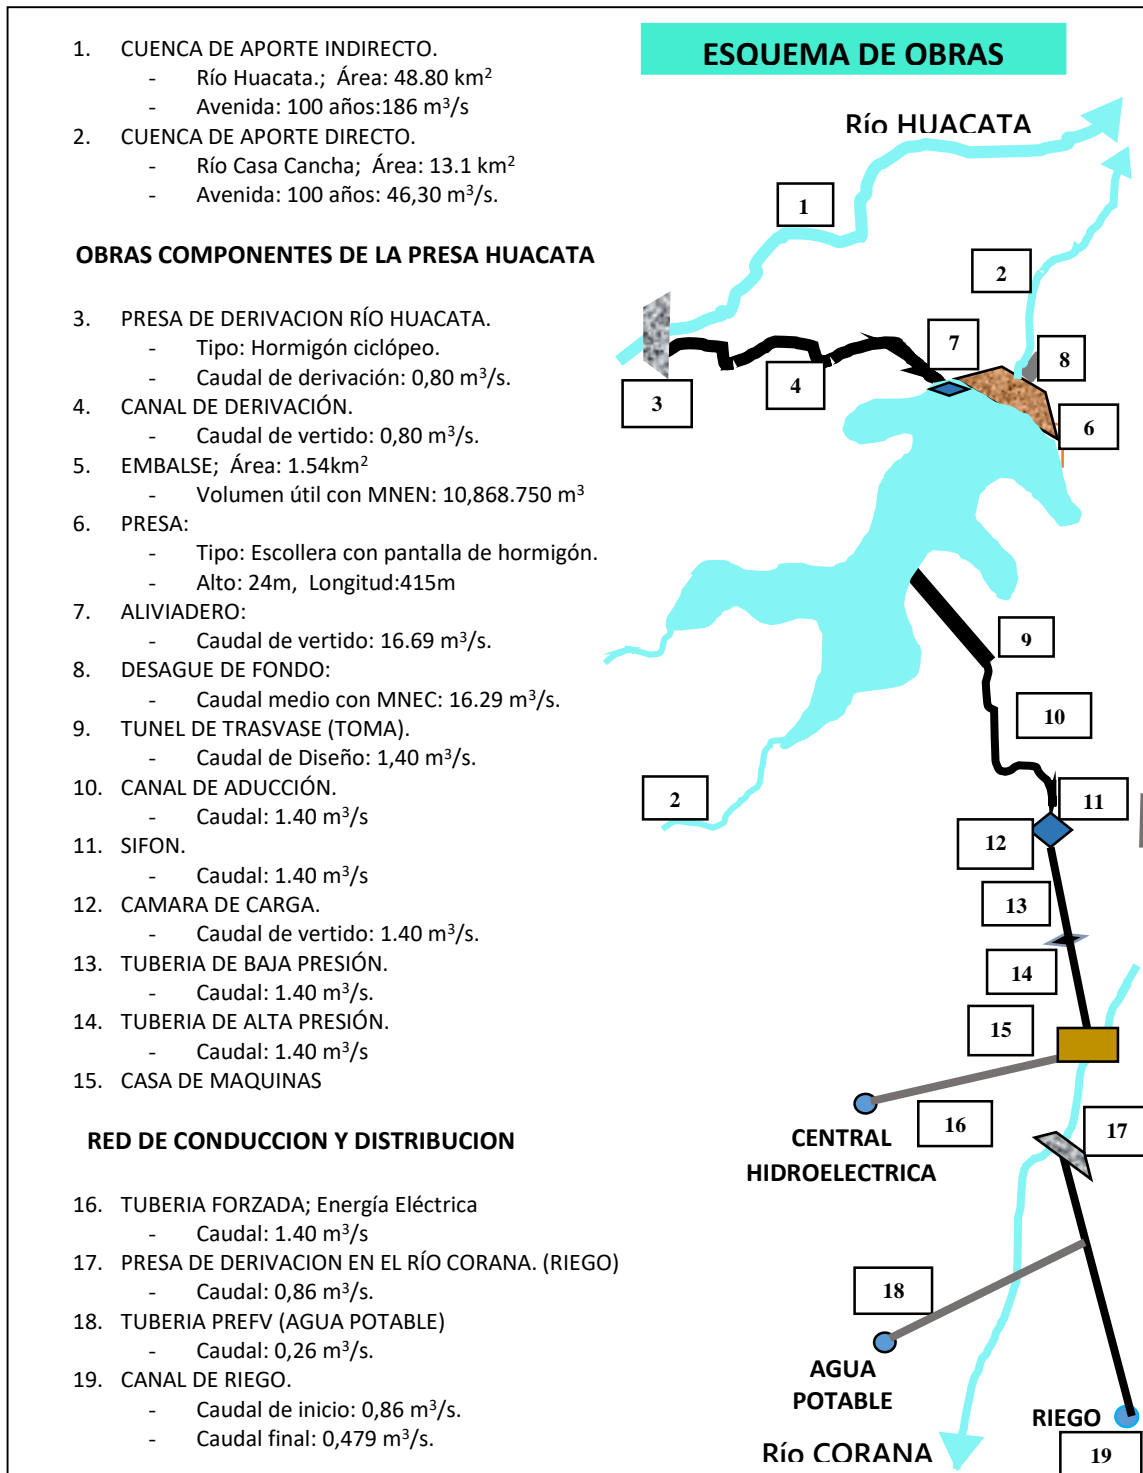 1. CUENCA DE APORTE INDIRECTO.
- Río Huacata.; Área: 48.80 km²
- Avenida: 100 años:186 m³/s
2. CUENCA DE APORTE DIRECTO.
- Río Casa Cancha; Área: 13.1 km²
- Avenida: 100 años: 46,30 m³/s.
OBRAS COMPONENTES DE LA PRESA HUACATA
3. PRESA DE DERIVACION RÍO HUACATA.
- Tipo: Hormigón ciclópeo.
- Caudal de derivación: 0,80 m³/s.
4. CANAL DE DERIVACIÓN.
- Caudal de vertido: 0,80 m³/s.
5. EMBALSE; Área: 1.54km²
- Volumen útil con MNEN: 10,868.750 m³
6. PRESA:
- Tipo: Escollera con pantalla de hormigón.
- Alto: 24m, Longitud:415m
7. ALIVIADERO:
- Caudal de vertido: 16.69 m³/s.
8. DESAGUE DE FONDO:
- Caudal medio con MNEC: 16.29 m³/s.
9. TUNEL DE TRASVASE (TOMA).
- Caudal de Diseño: 1,40 m³/s.
10. CANAL DE ADUCCIÓN.
- Caudal: 1.40 m³/s
11. SIFON.
- Caudal: 1.40 m³/s
12. CAMARA DE CARGA.
- Caudal de vertido: 1.40 m³/s.
13. TUBERIA DE BAJA PRESIÓN.
- Caudal: 1.40 m³/s.
14. TUBERIA DE ALTA PRESIÓN.
- Caudal: 1.40 m³/s
15. CASA DE MAQUINAS
RED DE CONDUCCION Y DISTRIBUCION
16. TUBERIA FORZADA; Energía Eléctrica
- Caudal: 1.40 m³/s
17. PRESA DE DERIVACION EN EL RÍO CORANA. (RIEGO)
- Caudal: 0,86 m³/s.
18. TUBERIA PREFV (AGUA POTABLE)
- Caudal: 0,26 m³/s.
19. CANAL DE RIEGO.
- Caudal de inicio: 0,86 m³/s.
- Caudal final: 0,479 m³/s.
ESQUEMA DE OBRAS
Río HUACATA
1
2
7
8
3
4
6
9
10
2
11
12
13
14
15
16
17
CENTRAL
HIDROELECTRICA
18
AGUA
POTABLE
RIEGO
Río CORANA
19